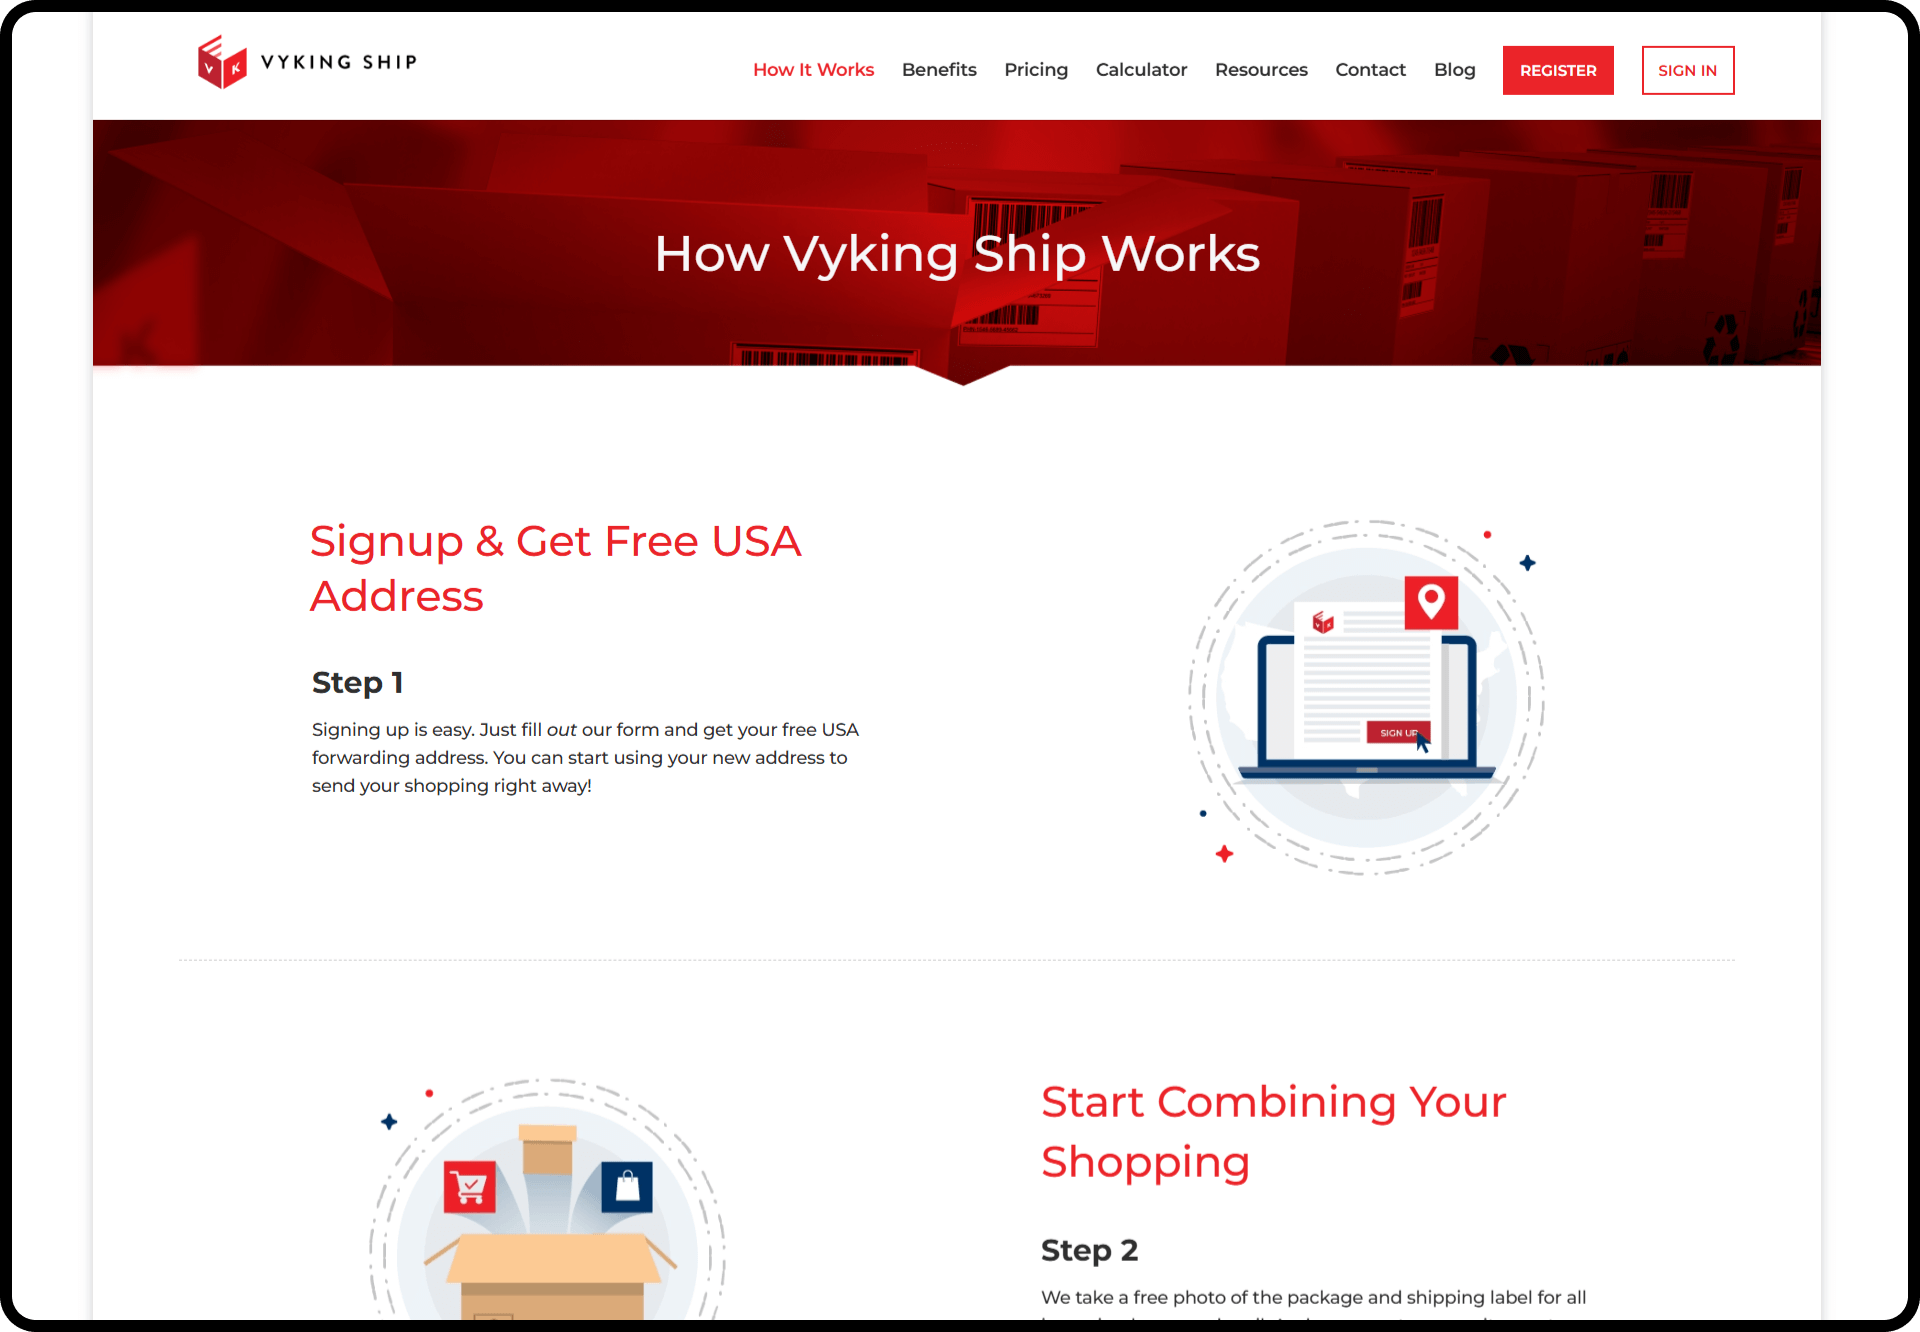 VYKING SHIP
How It Works Benefits Pricing Calculator Resources Contact Blog REGISTER SIGN IN
How Vyking Ship Works
Signup & Get Free USA
Address
Step 1
Signing up is easy. Just fill out our form and get your free USA
forwarding address. You can start using your new address to
send your shopping right away!
V K
SIGN UP
Start Combining Your
Shopping
Step 2
We take a free photo of the package and shipping label for all